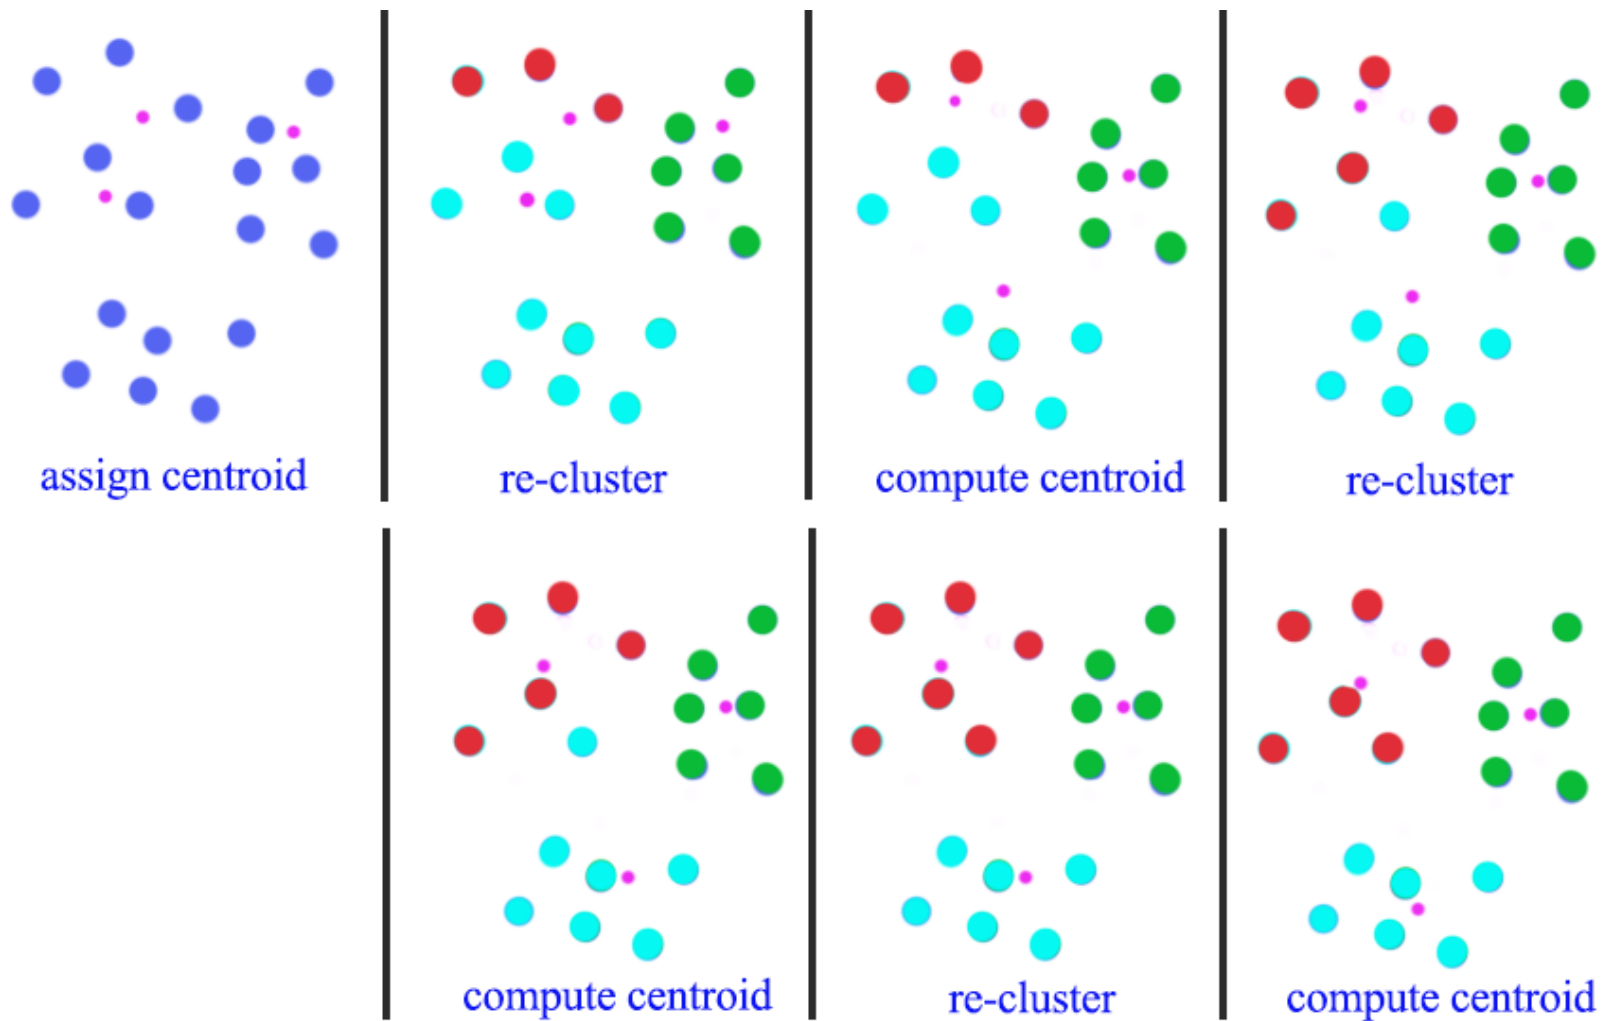 assign centroid
re-cluster
compute centroid
re-cluster
compute centroid
re-cluster
compute centroid